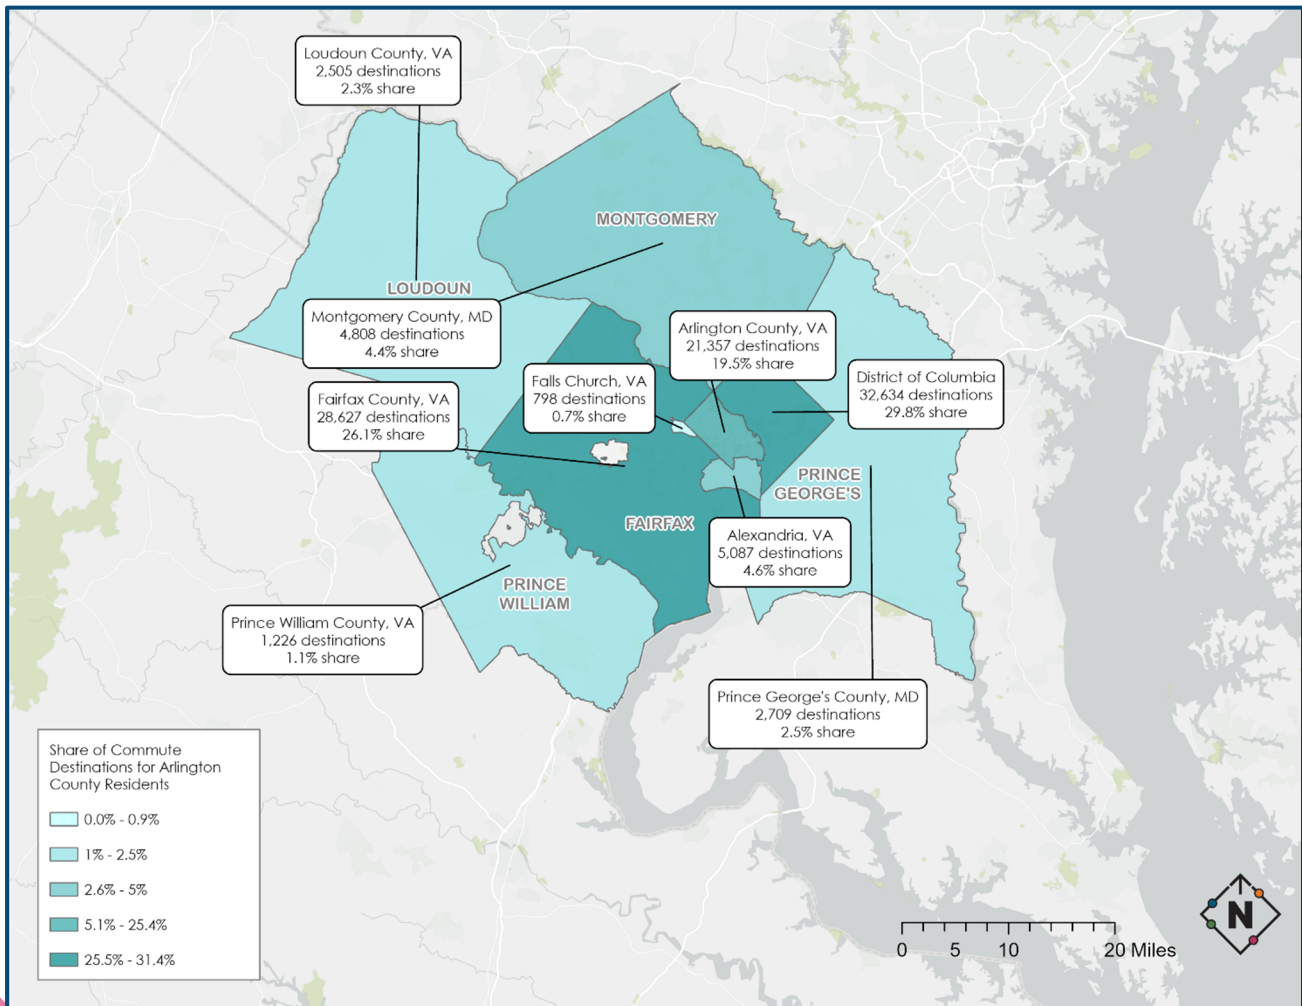 Loudoun County, VA
2,505 destinations
2.3% share
MONTGOMERY
LOUDOUN
Montgomery County, MD
4,808 destinations
4.4% share
Arlington County, VA
21,357 destinations
19.5% share
Falls Church, VA
798 destinations
0.7% share
District of Columbia
32,634 destinations
29.8% share
Fairfax County, VA
28,627 destinations
26.1% share
PRINCE
GEORGE'S
FAIRFAX
Alexandria, VA
5,087 destinations
4.6% share
PRINCE
WILLIAM
Prince William County, VA
1,226 destinations
1.1% share
Prince George's County, MD
2,709 destinations
2.5% share
Share of Commute
Destinations for Arlington
County Residents
0.0% - 0.9%
1% - 2.5%
2.6% - 5%
5.1% - 25.4%
25.5% - 31.4%
0 5 10 20 Miles
N